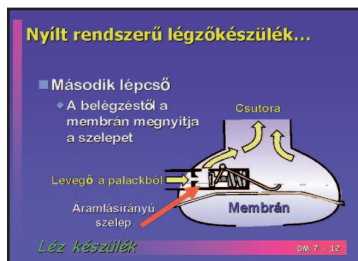 Nyílt rendszerű légzőkészülék...
Második lépcső
A belégzéstől a
membrán megnyitja
a szelepet
Csutora
Levegő a palackból
Áramlásirányú
szelep
Membrán
Léz készülék
DM 7 - 12